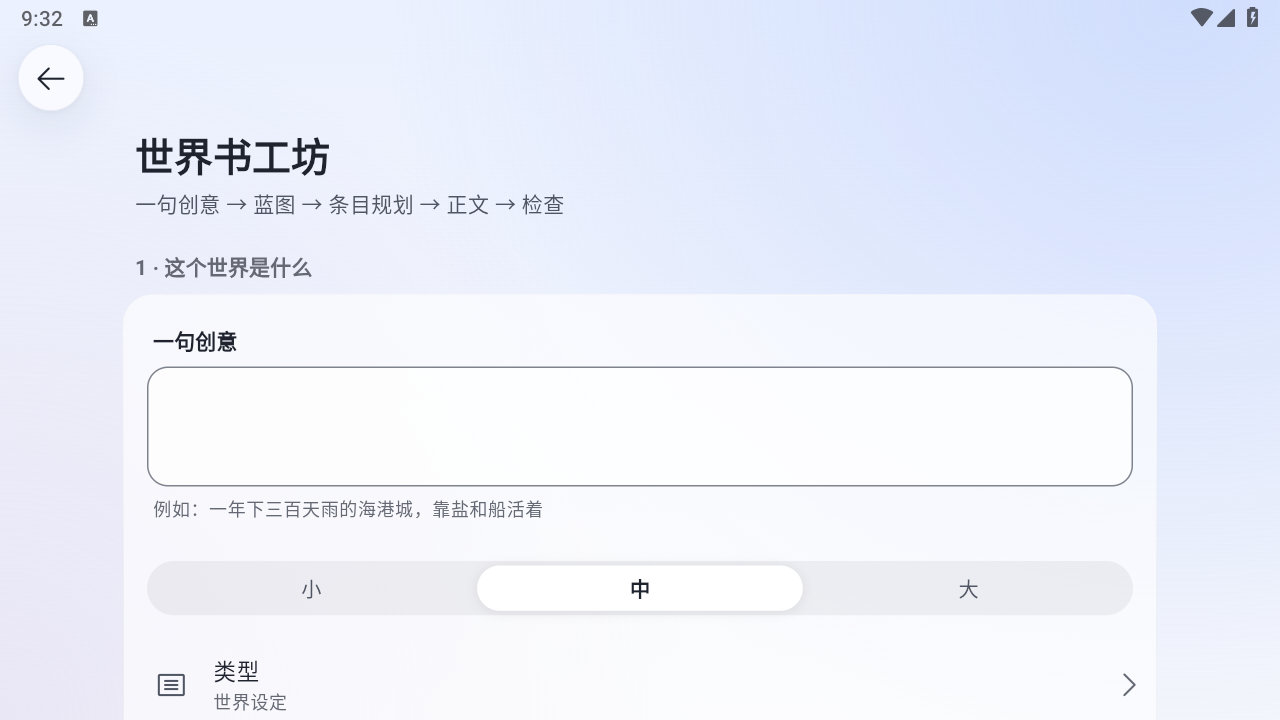 9:32
世界书工坊
一句创意 → 蓝图 → 条目规划 → 正文 → 检查
1 · 这个世界是什么
一句创意
例如：一年下三百天雨的海港城，靠盐和船活着
小
中
大
类型
世界设定